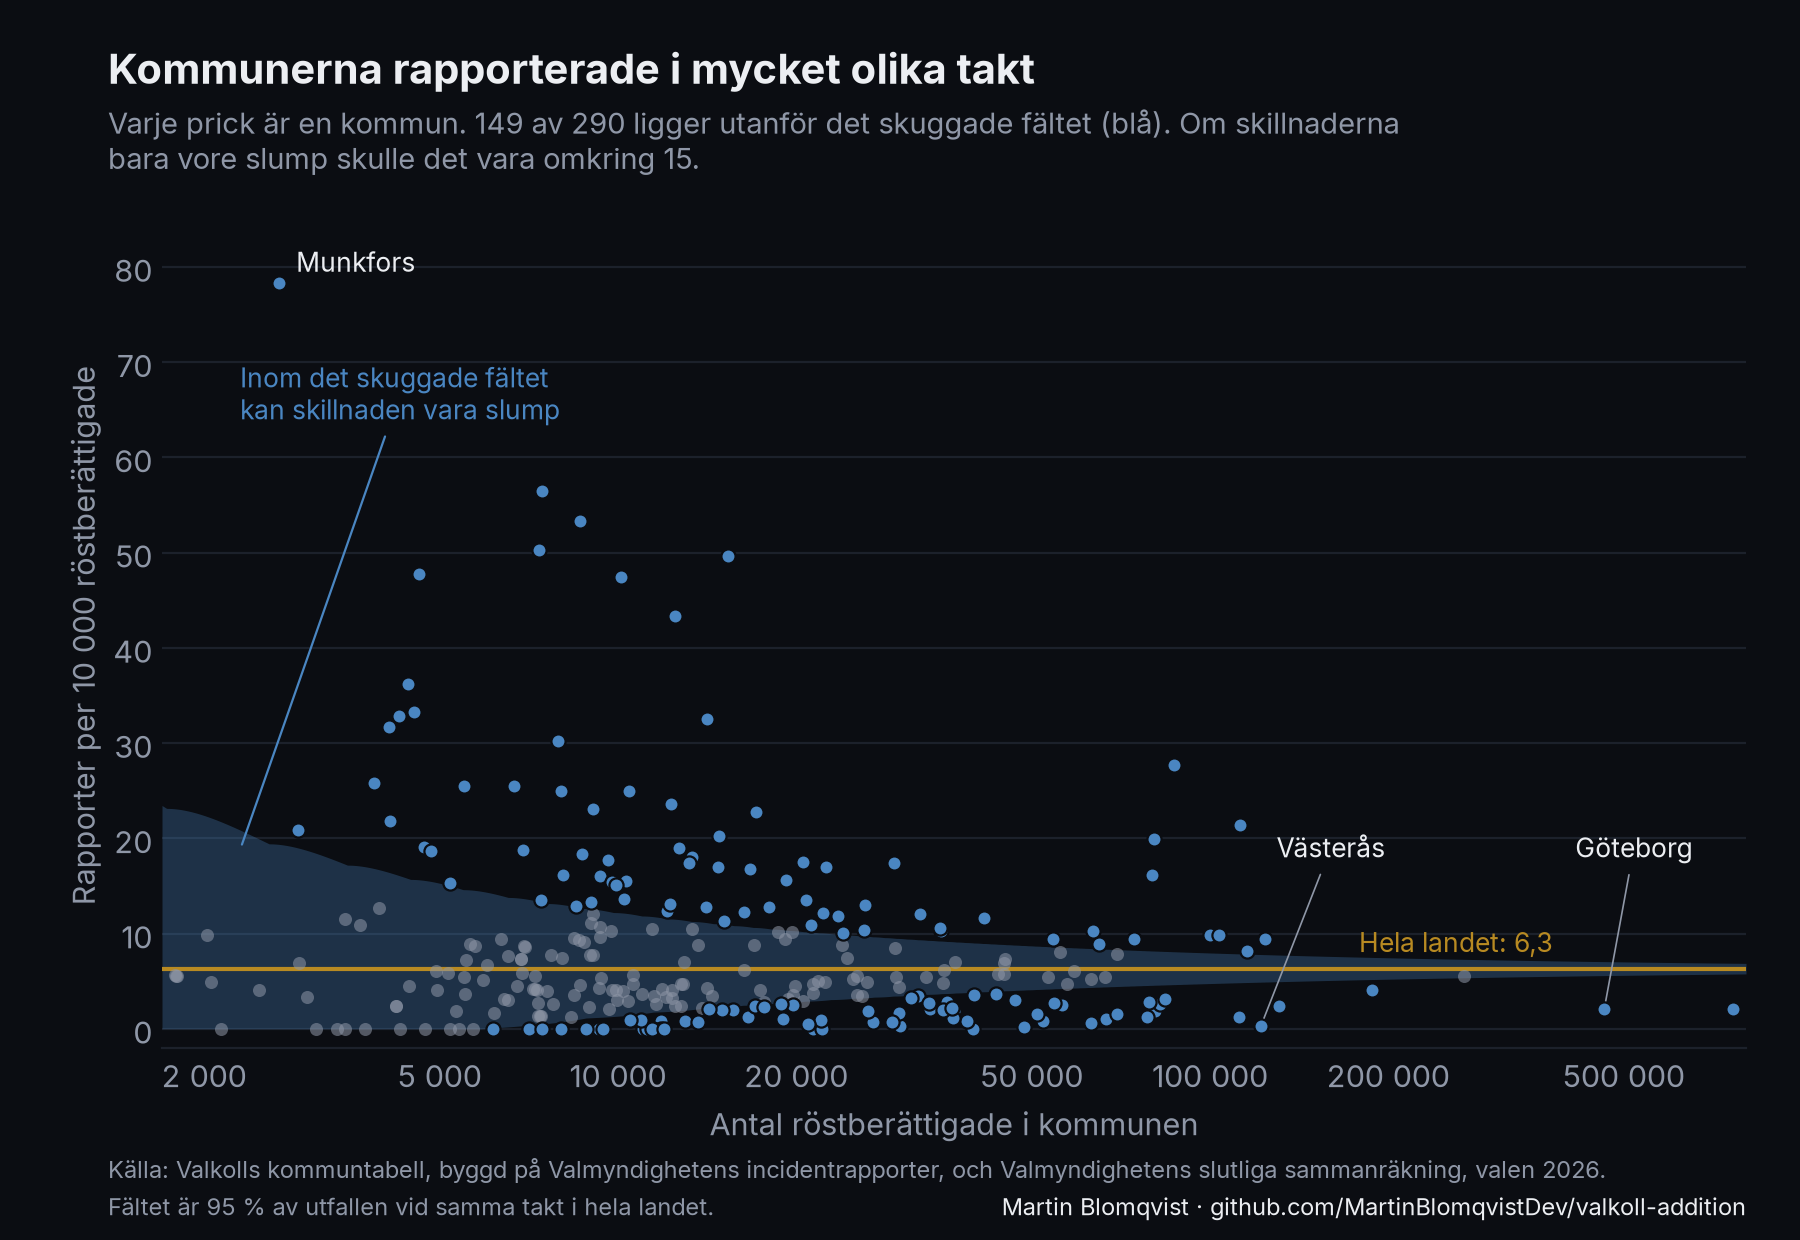 Kommunerna rapporterade i mycket olika takt
Varje prick är en kommun. 149 av 290 ligger utanför det skuggade fältet (blå). Om skillnaderna
bara vore slump skulle det vara omkring 15.
Rapporter per 10 000 röstberättigade
80
70
60
50
40
30
20
10
0
Munkfors
Inom det skuggade fältet
kan skillnaden vara slump
Västerås
Göteborg
Hela landet: 6,3
2 000
5 000
10 000
20 000
50 000
100 000
200 000
500 000
Antal röstberättigade i kommunen
Källa: Valkolls kommuntabell, byggd på Valmyndighetens incidentrapporter, och Valmyndighetens slutliga sammanräkning, valen 2026.
Fältet är 95 % av utfallen vid samma takt i hela landet.
Martin Blomqvist · github.com/MartinBlomqvistDev/valkoll-addition